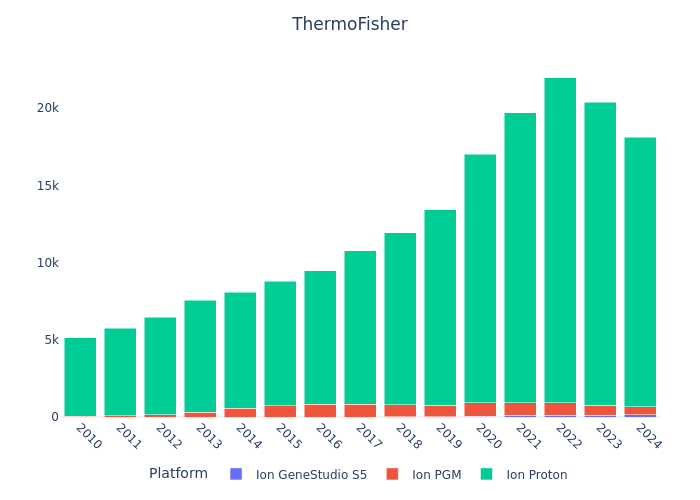 ThermoFisher
20k
15k
10k
5k
0
2010 2011 2012 2013 2014 2015 2016 2017 2018 2019 2020 2021 2022 2023 2024
Platform Ion GeneStudio S5 Ion PGM Ion Proton